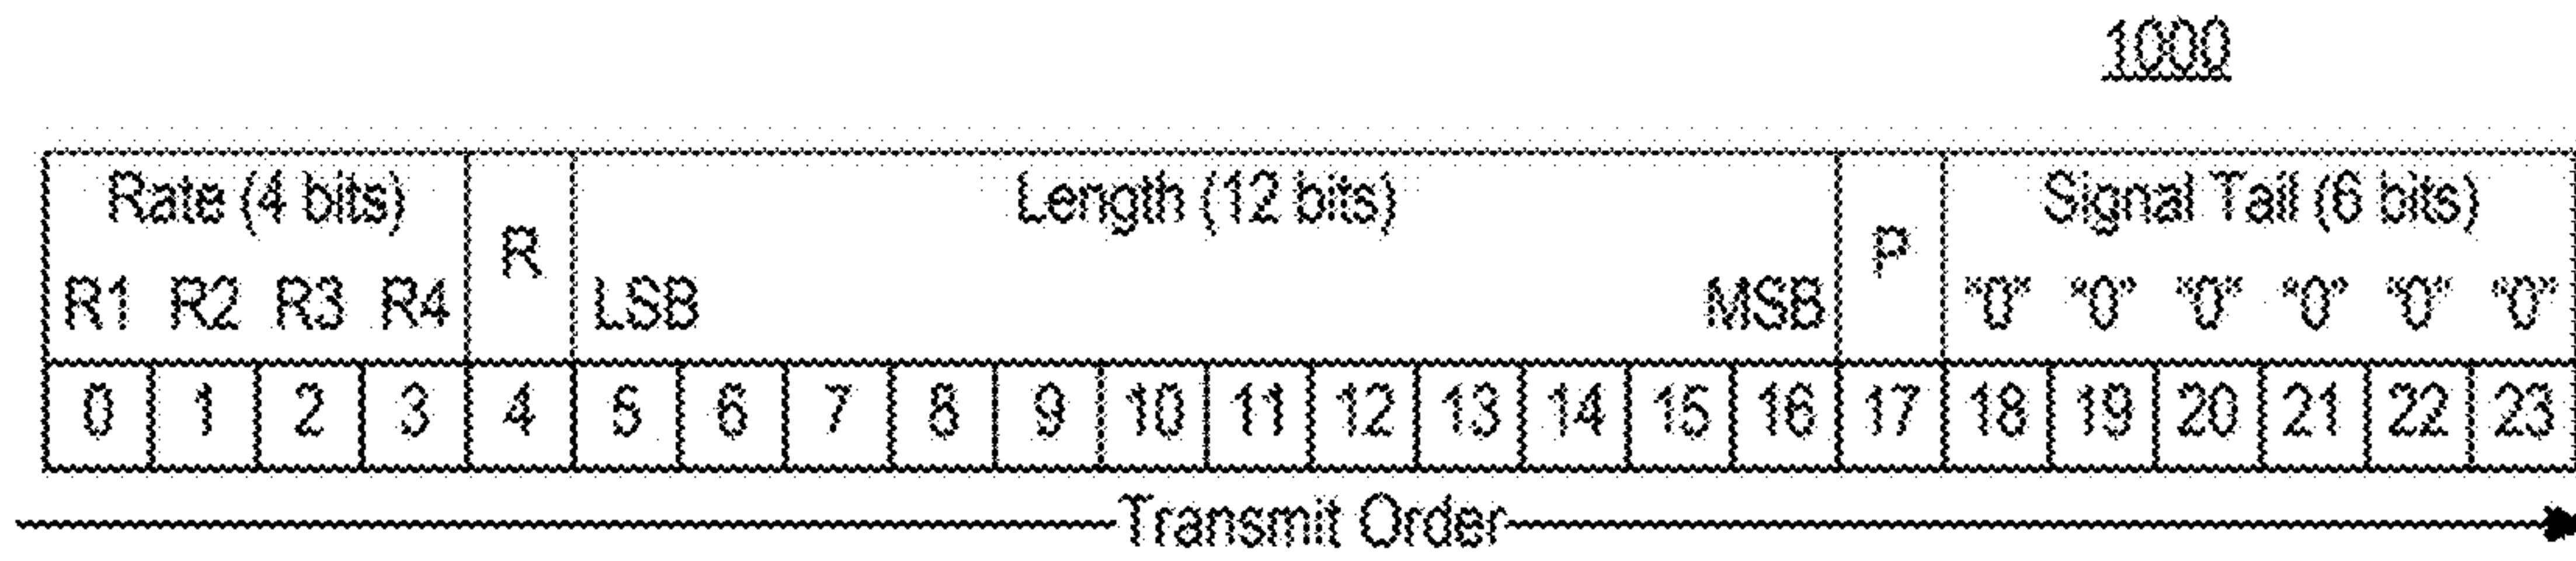 1000
Rate (4 bits) Length (12 bits) Signal Tail (6 bits)
R P
R1 R2 R3 R4 LSB MSB "0" "0" "0" "0" "0" "0"
0 1 2 3 4 5 6 7 8 9 10 11 12 13 14 15 16 17 18 19 20 21 22 23
Transmit Order